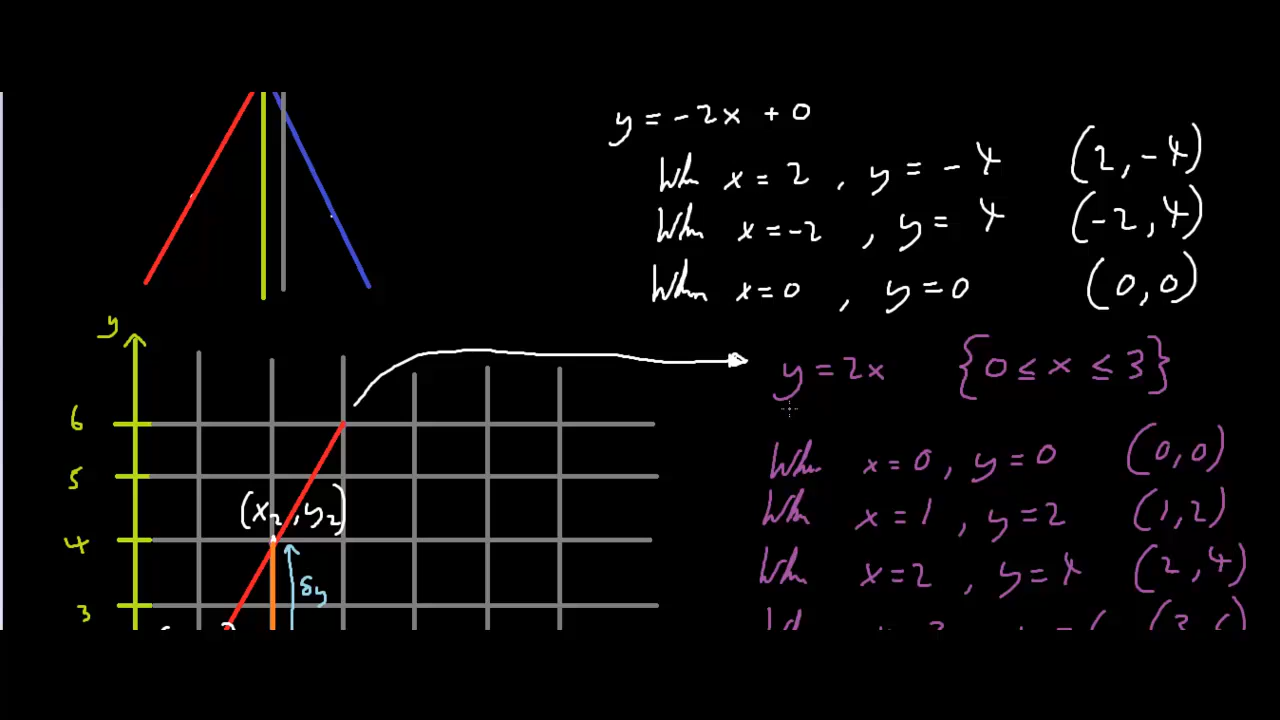 y = -2x + 0
When x = 2 , y = -4 (2, -4)
When x = -2 , y = 4 (-2, 4)
When x = 0 , y = 0 (0, 0)
y
y = 2x {0 ≤ x ≤ 3}
6
5
(x₂, y₂)
4
δy
3
When x = 0, y = 0 (0, 0)
When x = 1 , y = 2 (1, 2)
When x = 2 , y = 4 (2, 4)